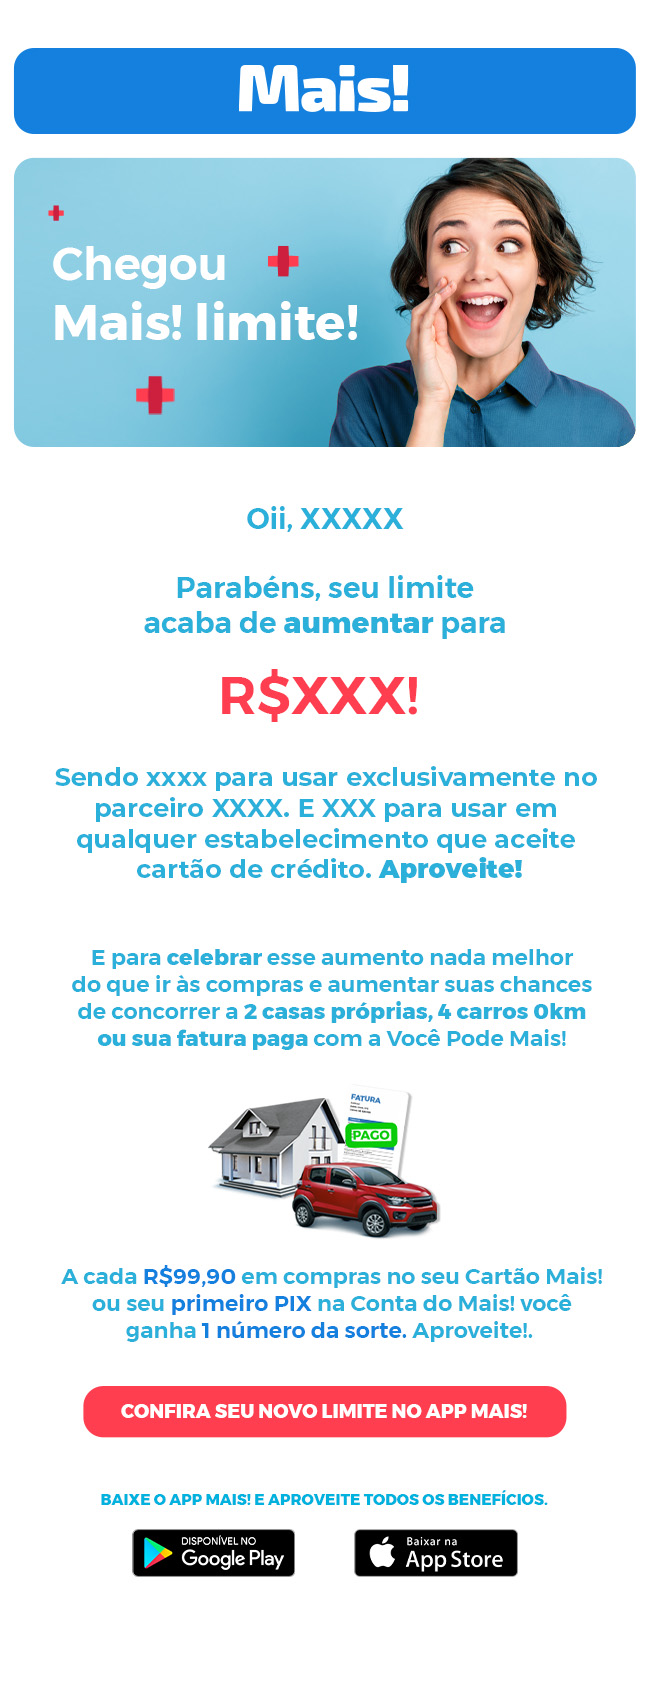 Mais!
Chegou
Mais! limite!
Oii, XXXXX
Parabéns, seu limite
acaba de aumentar para
R$XXX!
Sendo xxxx para usar exclusivamente no
parceiro XXXX. E XXX para usar em
qualquer estabelecimento que aceite
cartão de crédito. Aproveite!
E para celebrar esse aumento nada melhor
do que ir às compras e aumentar suas chances
de concorrer a 2 casas próprias, 4 carros 0km
ou sua fatura paga com a Você Pode Mais!
FATURA
PAGO
A cada R$99,90 em compras no seu Cartão Mais!
ou seu primeiro PIX na Conta do Mais! você
ganha 1 número da sorte. Aproveite!.
CONFIRA SEU NOVO LIMITE NO APP MAIS!
BAIXE O APP MAIS! E APROVEITE TODOS OS BENEFÍCIOS.
DISPONÍVEL NO
Google Play
Baixar na
App Store